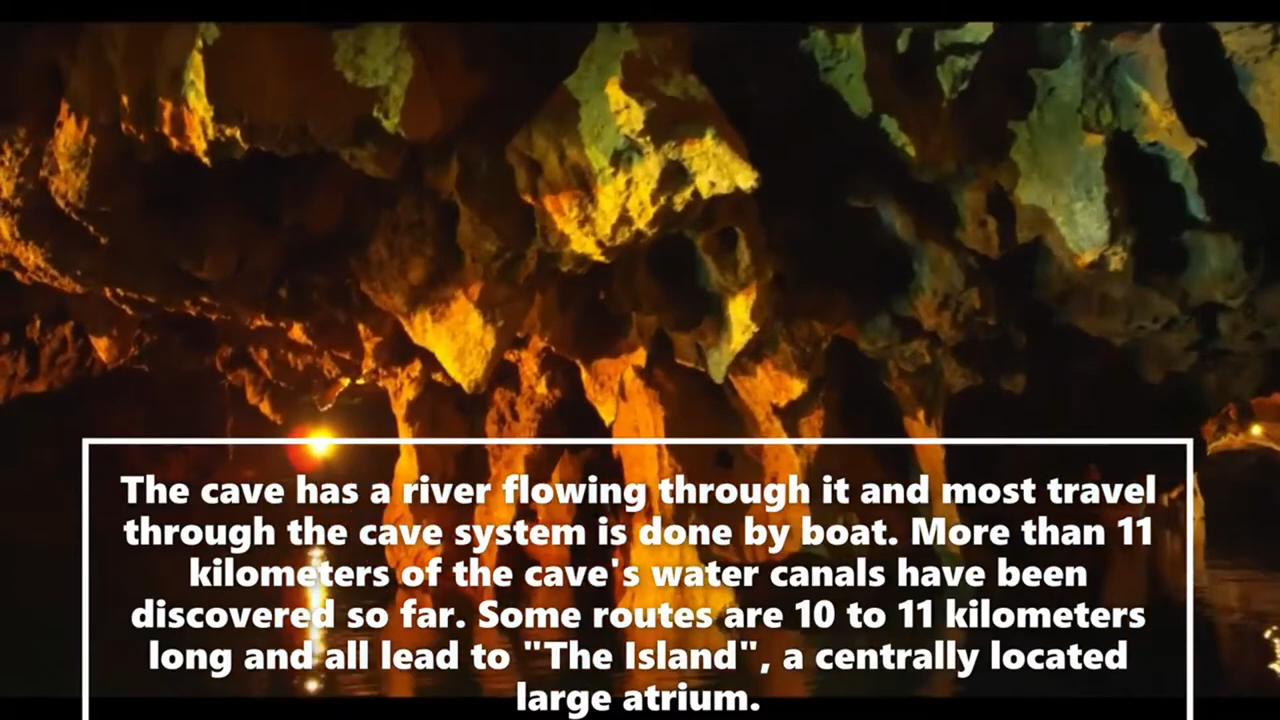 The cave has a river flowing through it and most travel
through the cave system is done by boat. More than 11
kilometers of the cave's water canals have been
discovered so far. Some routes are 10 to 11 kilometers
long and all lead to "The Island", a centrally located
large atrium.